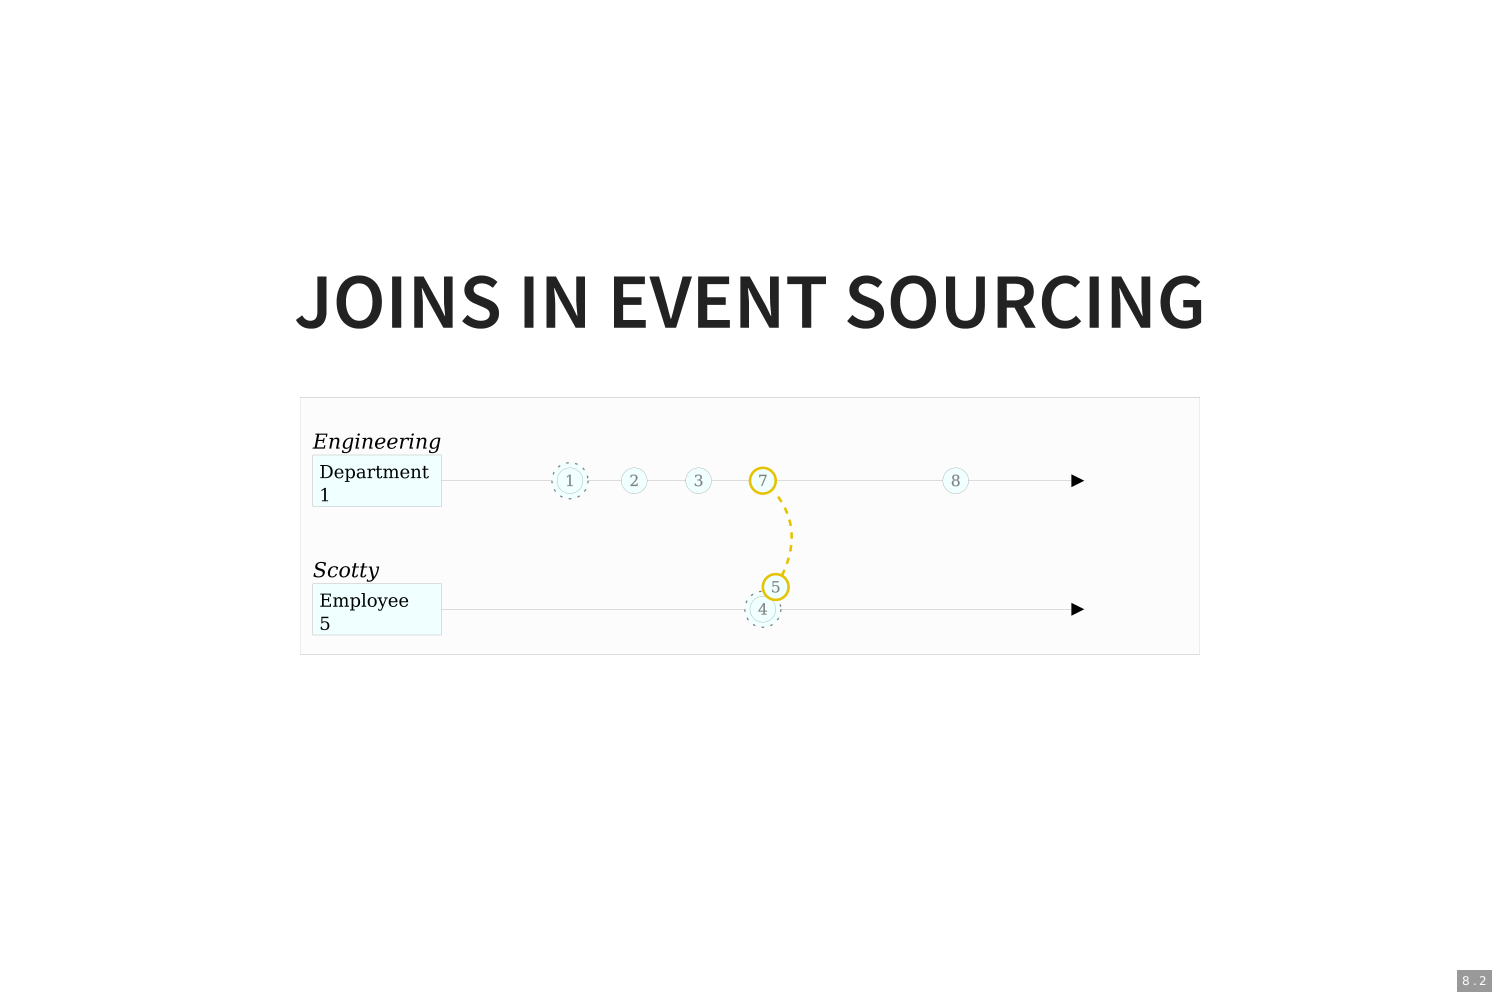 JOINS IN EVENT SOURCING
Engineering
Department
1
1 2 3 7 8
Scotty
5
Employee
5
4
8.2